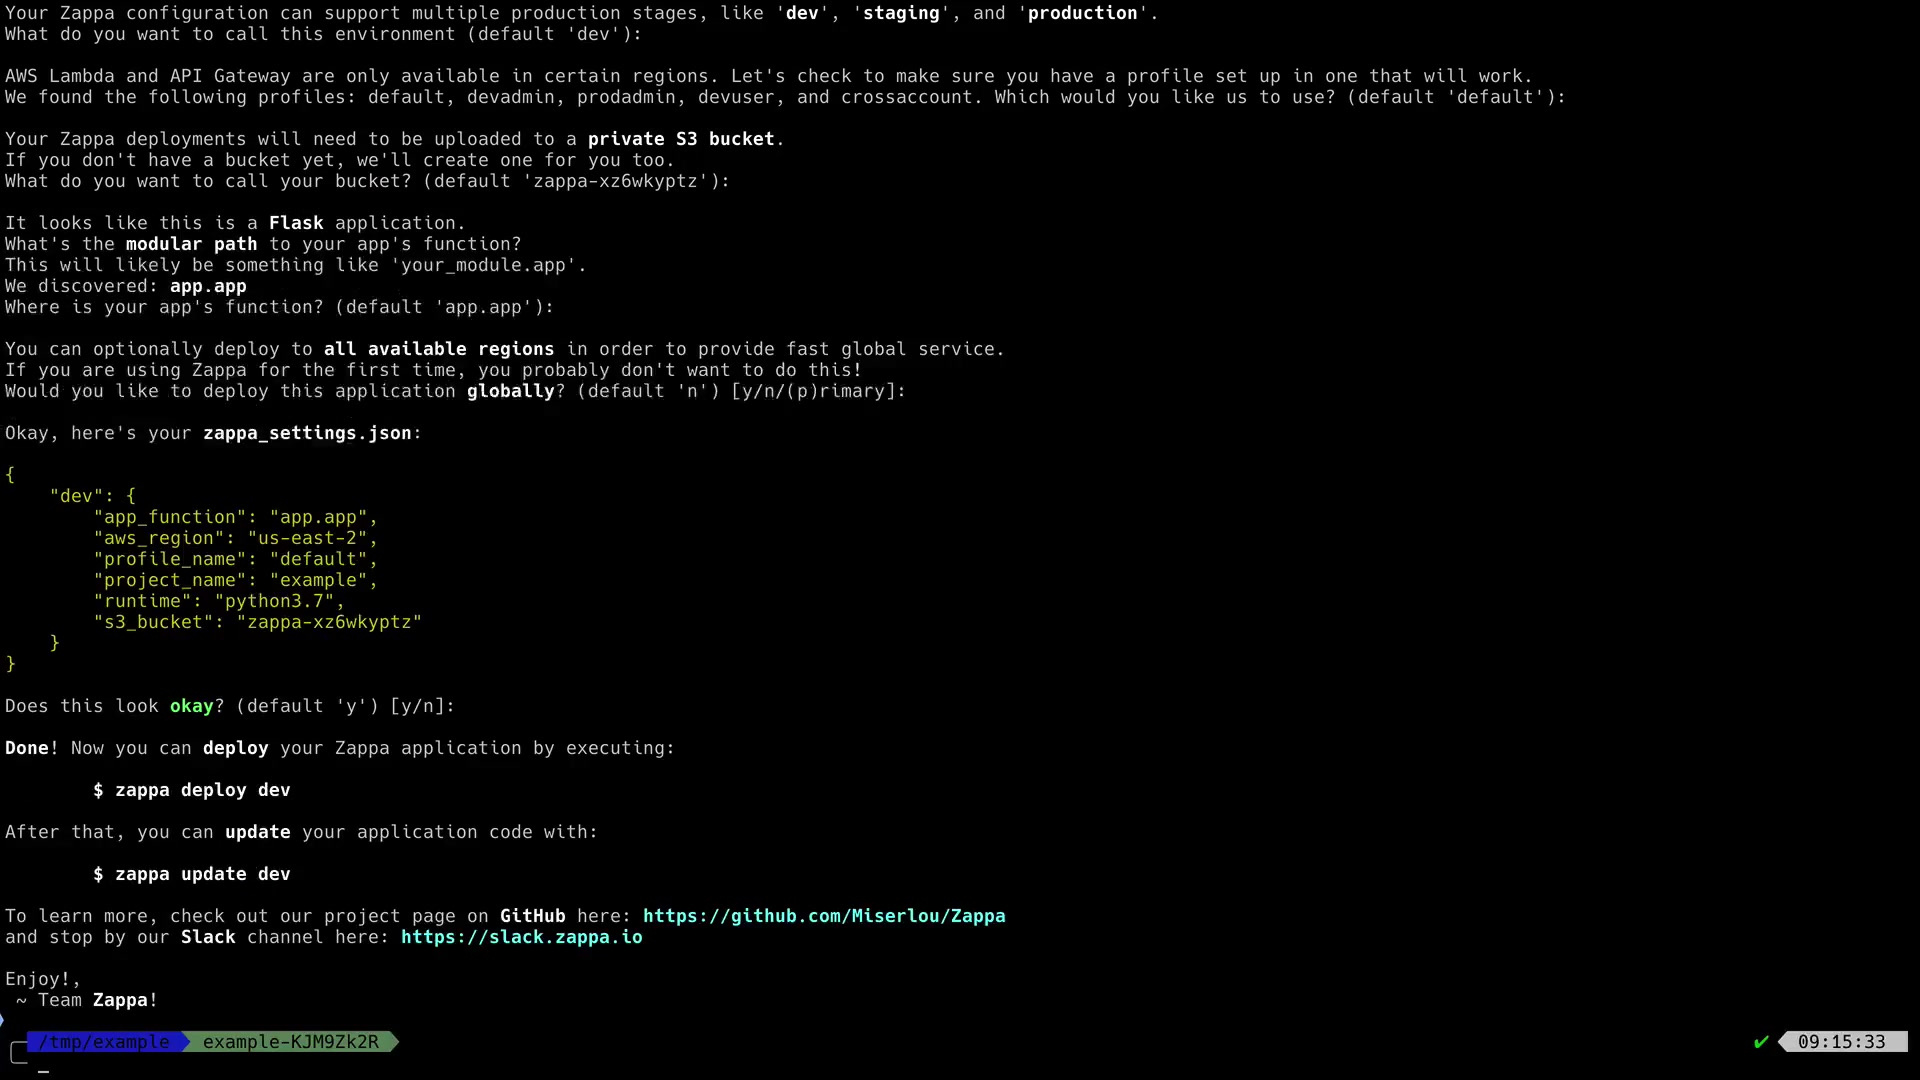 Your Zappa configuration can support multiple production stages, like 'dev', 'staging', and 'production'.
What do you want to call this environment (default 'dev'):
AWS Lambda and API Gateway are only available in certain regions. Let's check to make sure you have a profile set up in one that will work.
We found the following profiles: default, devadmin, prodadmin, devuser, and crossaccount. Which would you like us to use? (default 'default'):
Your Zappa deployments will need to be uploaded to a private S3 bucket.
If you don't have a bucket yet, we'll create one for you too.
What do you want to call your bucket? (default 'zappa-xz6wkyptz'):
It looks like this is a Flask application.
What's the modular path to your app's function?
This will likely be something like 'your_module.app'.
We discovered: app.app
Where is your app's function? (default 'app.app'):
You can optionally deploy to all available regions in order to provide fast global service.
If you are using Zappa for the first time, you probably don't want to do this!
Would you like to deploy this application globally? (default 'n') [y/n/(p)rimary]:
Okay, here's your zappa_settings.json:
{
    "dev": {
        "app_function": "app.app",
        "aws_region": "us-east-2",
        "profile_name": "default",
        "project_name": "example",
        "runtime": "python3.7",
        "s3_bucket": "zappa-xz6wkyptz"
    }
}
Does this look okay? (default 'y') [y/n]:
Done! Now you can deploy your Zappa application by executing:
        $ zappa deploy dev
After that, you can update your application code with:
        $ zappa update dev
To learn more, check out our project page on GitHub here: https://github.com/Miserlou/Zappa
and stop by our Slack channel here: https://slack.zappa.io
Enjoy!,
 ~ Team Zappa!
/tmp/example example-KJM9Zk2R ✔ 09:15:33